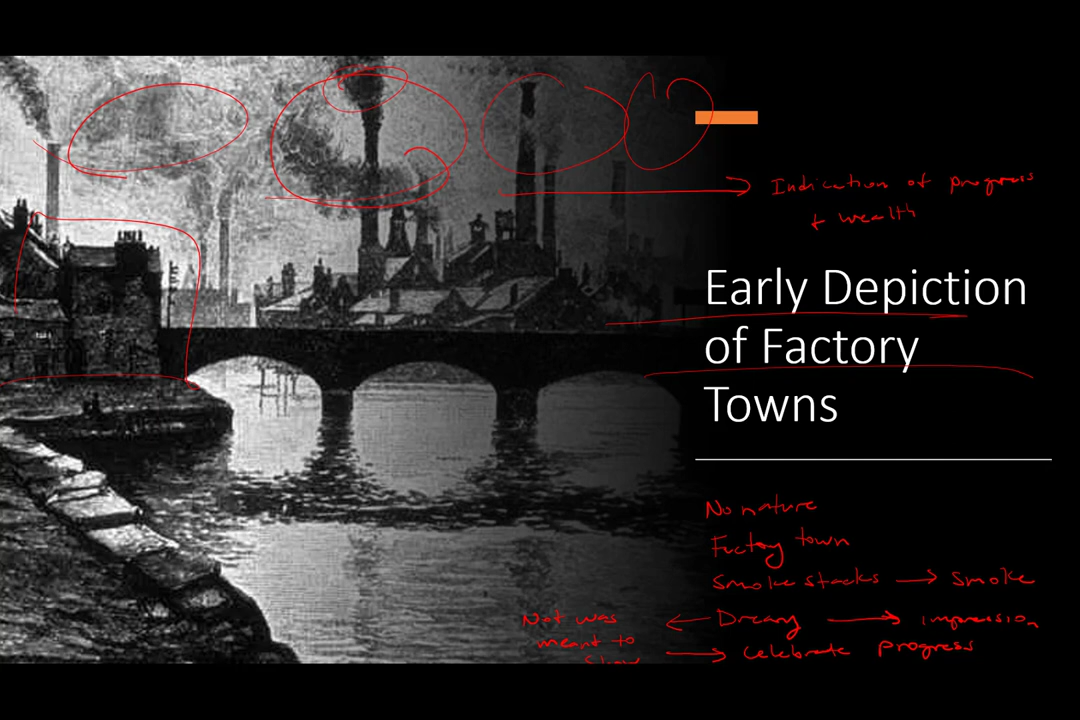 Indication of progress
+ wealth
Early Depiction
of Factory
Towns
No nature
Factory town
Smoke stacks → Smoke
Not was ← Dreary → impression
meant to
show → Celebrate progress